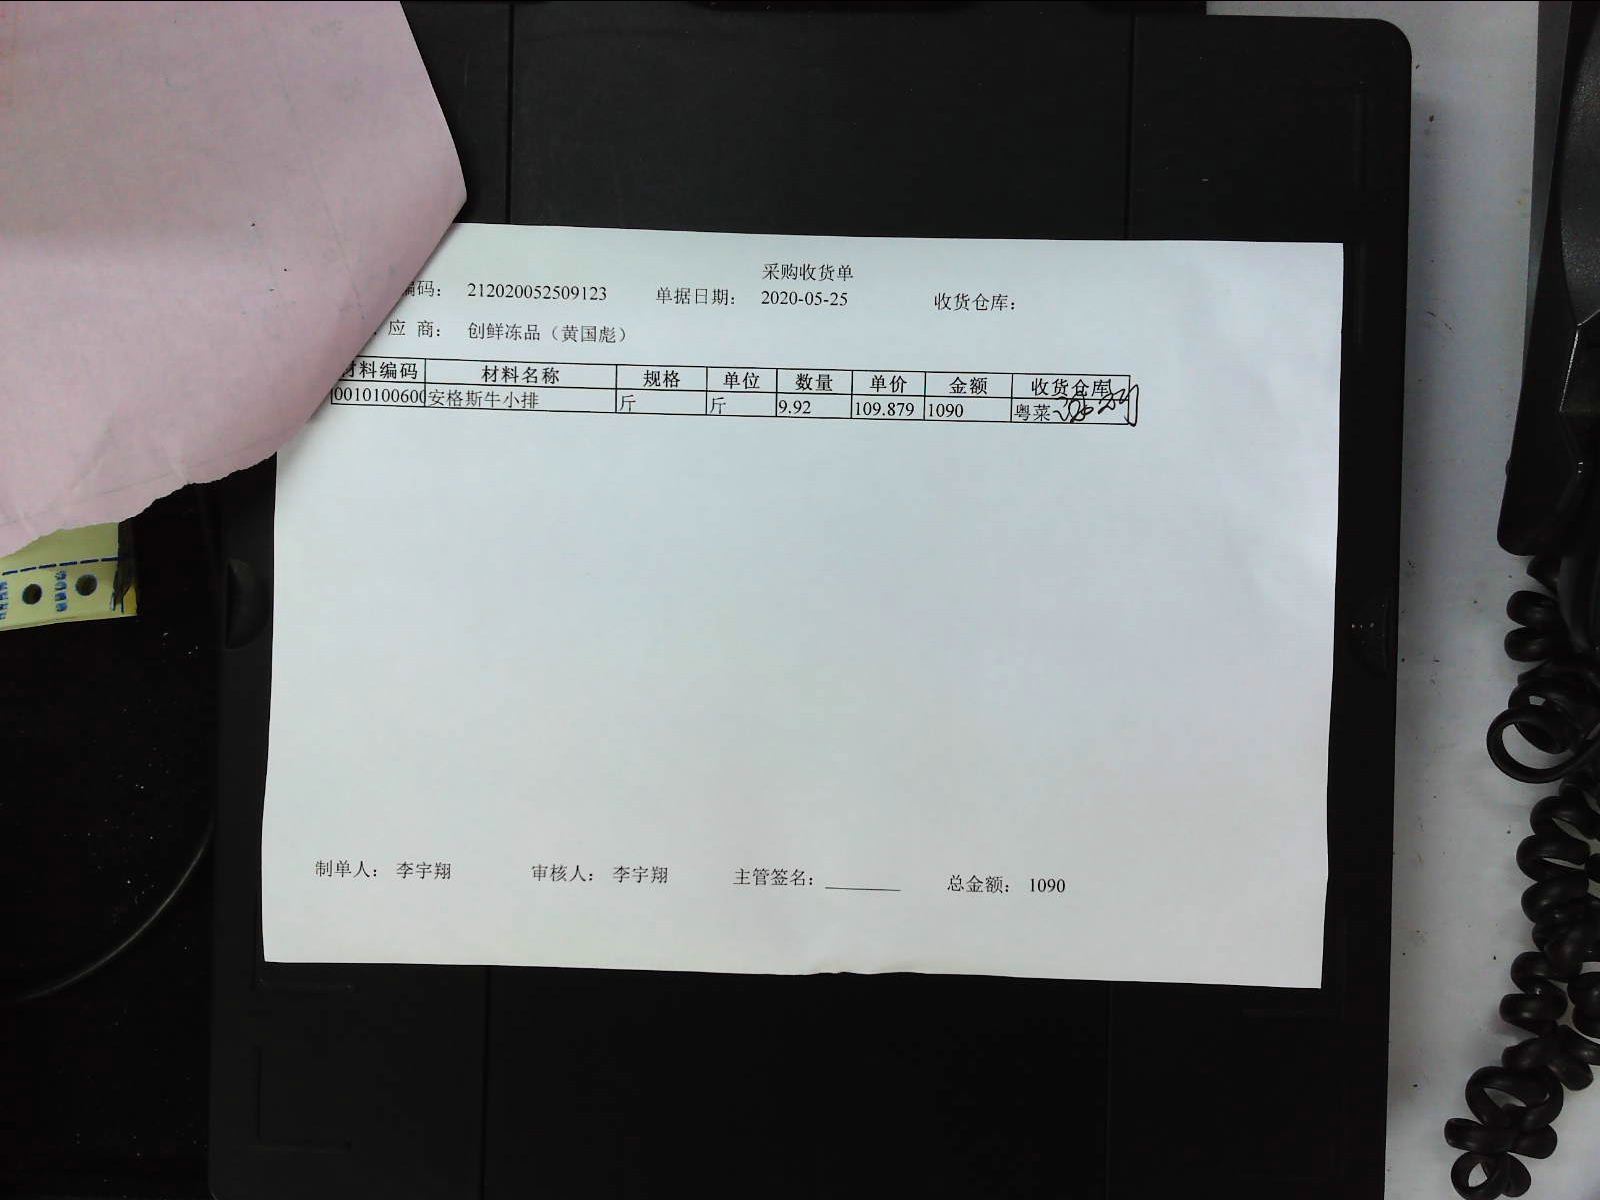 采购收货单
编码： 212020052509123 单据日期： 2020-05-25 收货仓库：
应 商： 创鲜冻品（黄国彪）
材料编码 材料名称 规格 单位 数量 单价 金额 收货仓库
0010100600 安格斯牛小排 斤 斤 9.92 109.879 1090 粤菜
制单人： 李宇翔 审核人： 李宇翔 主管签名： 总金额： 1090